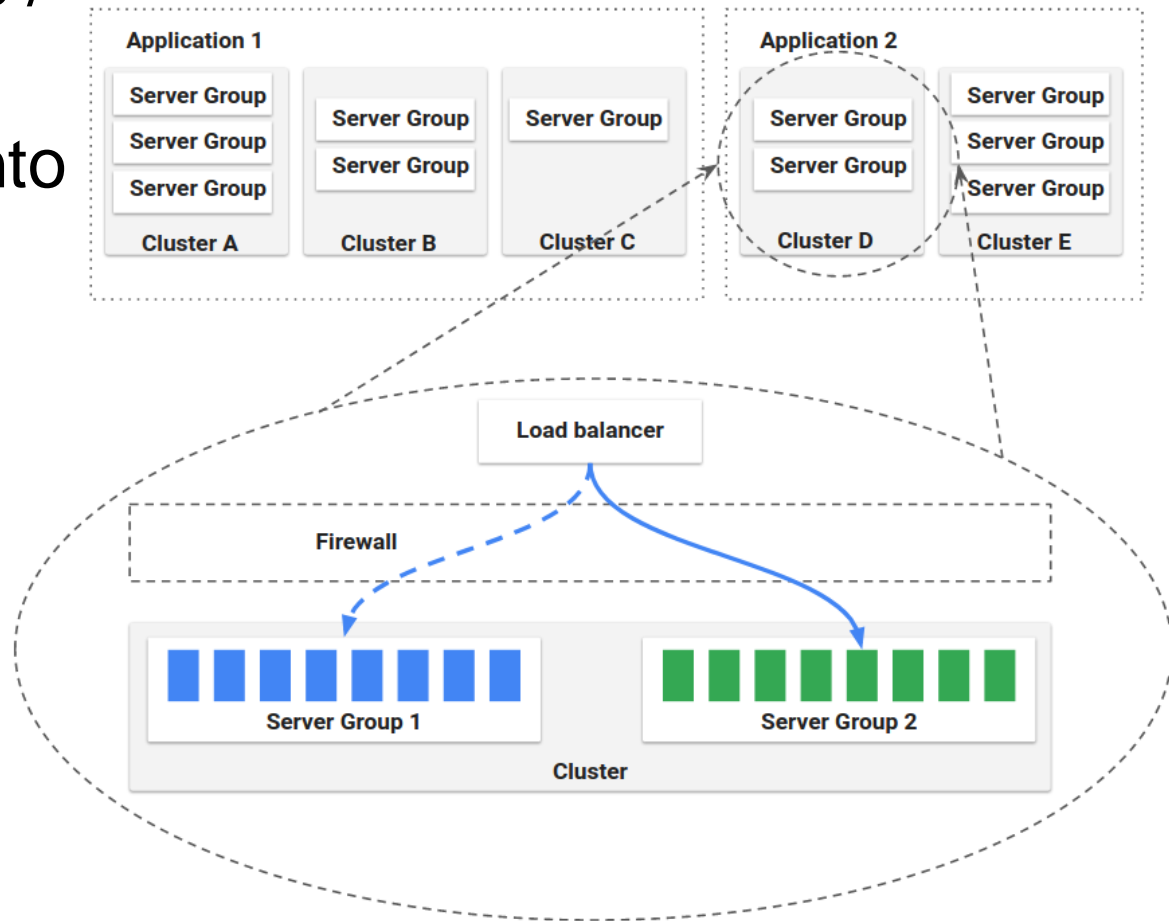 nto
Application 1
Server Group
Server Group
Server Group
Cluster A
Server Group
Server Group
Cluster B
Server Group
Cluster C
Application 2
Server Group
Server Group
Cluster D
Server Group
Server Group
Server Group
Cluster E
Load balancer
Firewall
Server Group 1
Server Group 2
Cluster